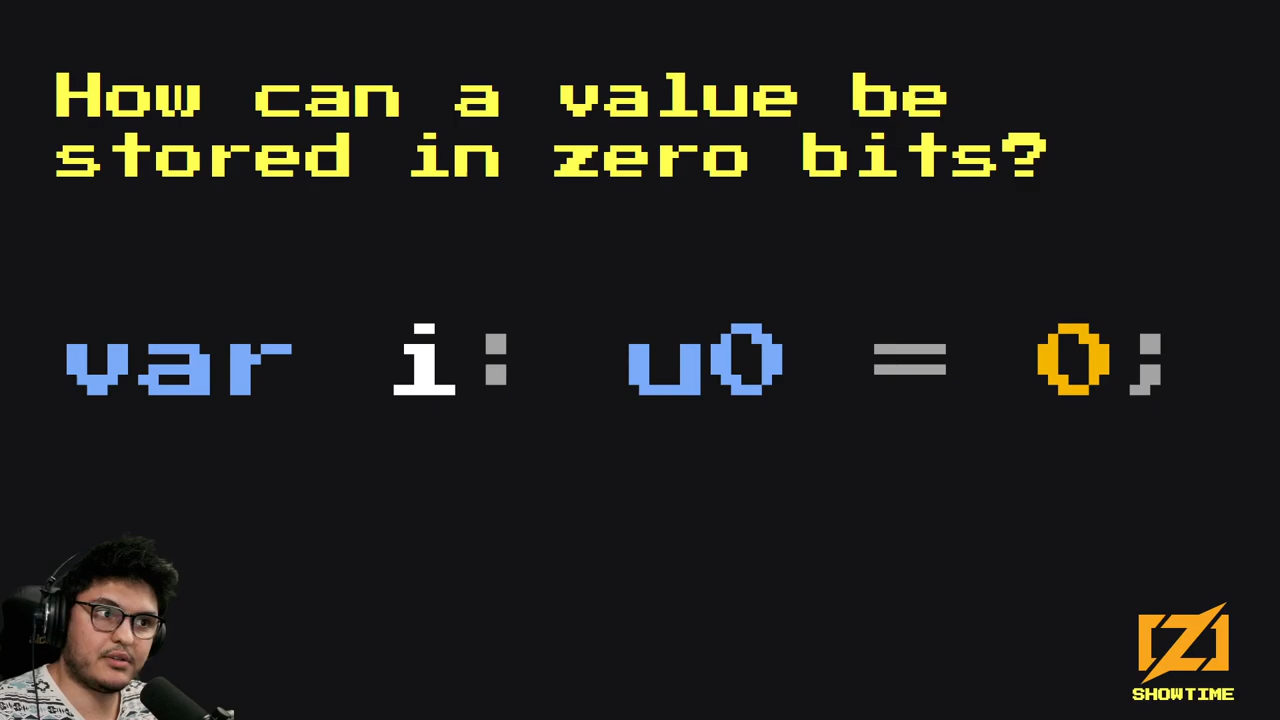 How can a value be
stored in zero bits?
var i: u0 = 0;
Z
SHOWTIME